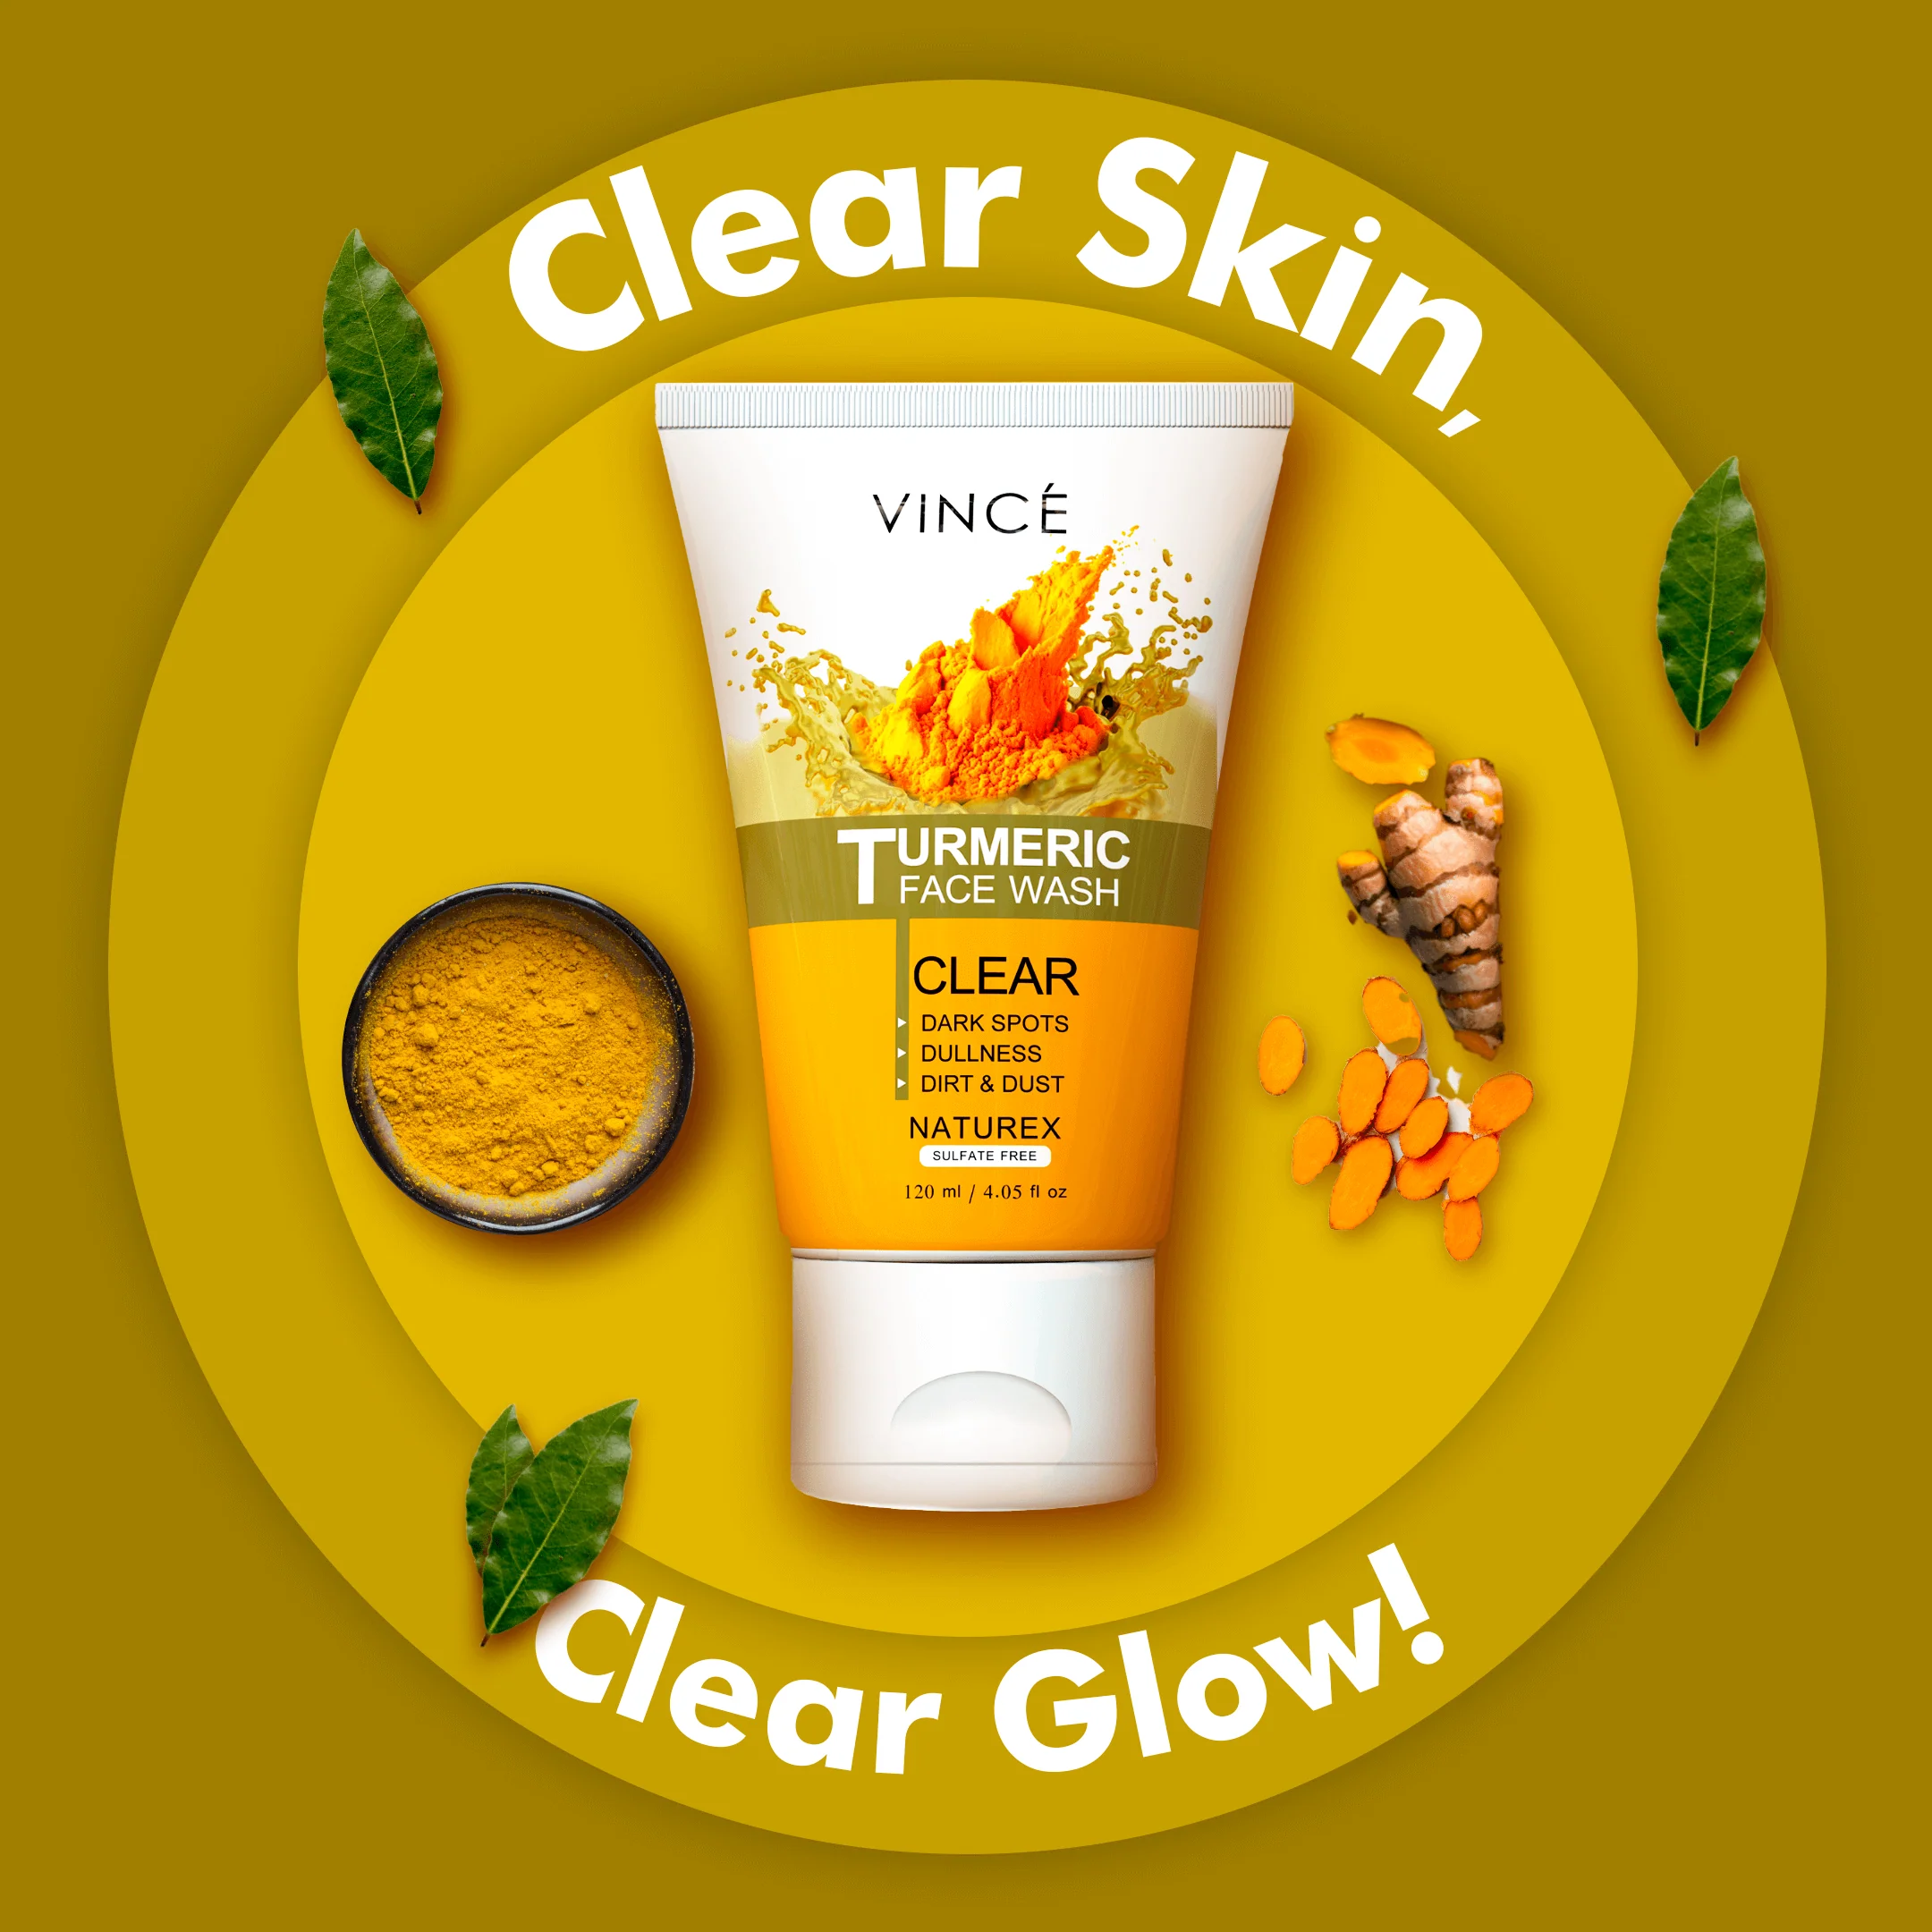 Clear Skin,
VINCÉ
TURMERIC
FACE WASH
CLEAR
DARK SPOTS
DULLNESS
DIRT & DUST
NATUREX
SULFATE FREE
120 ml / 4.05 fl oz
Clear Glow!